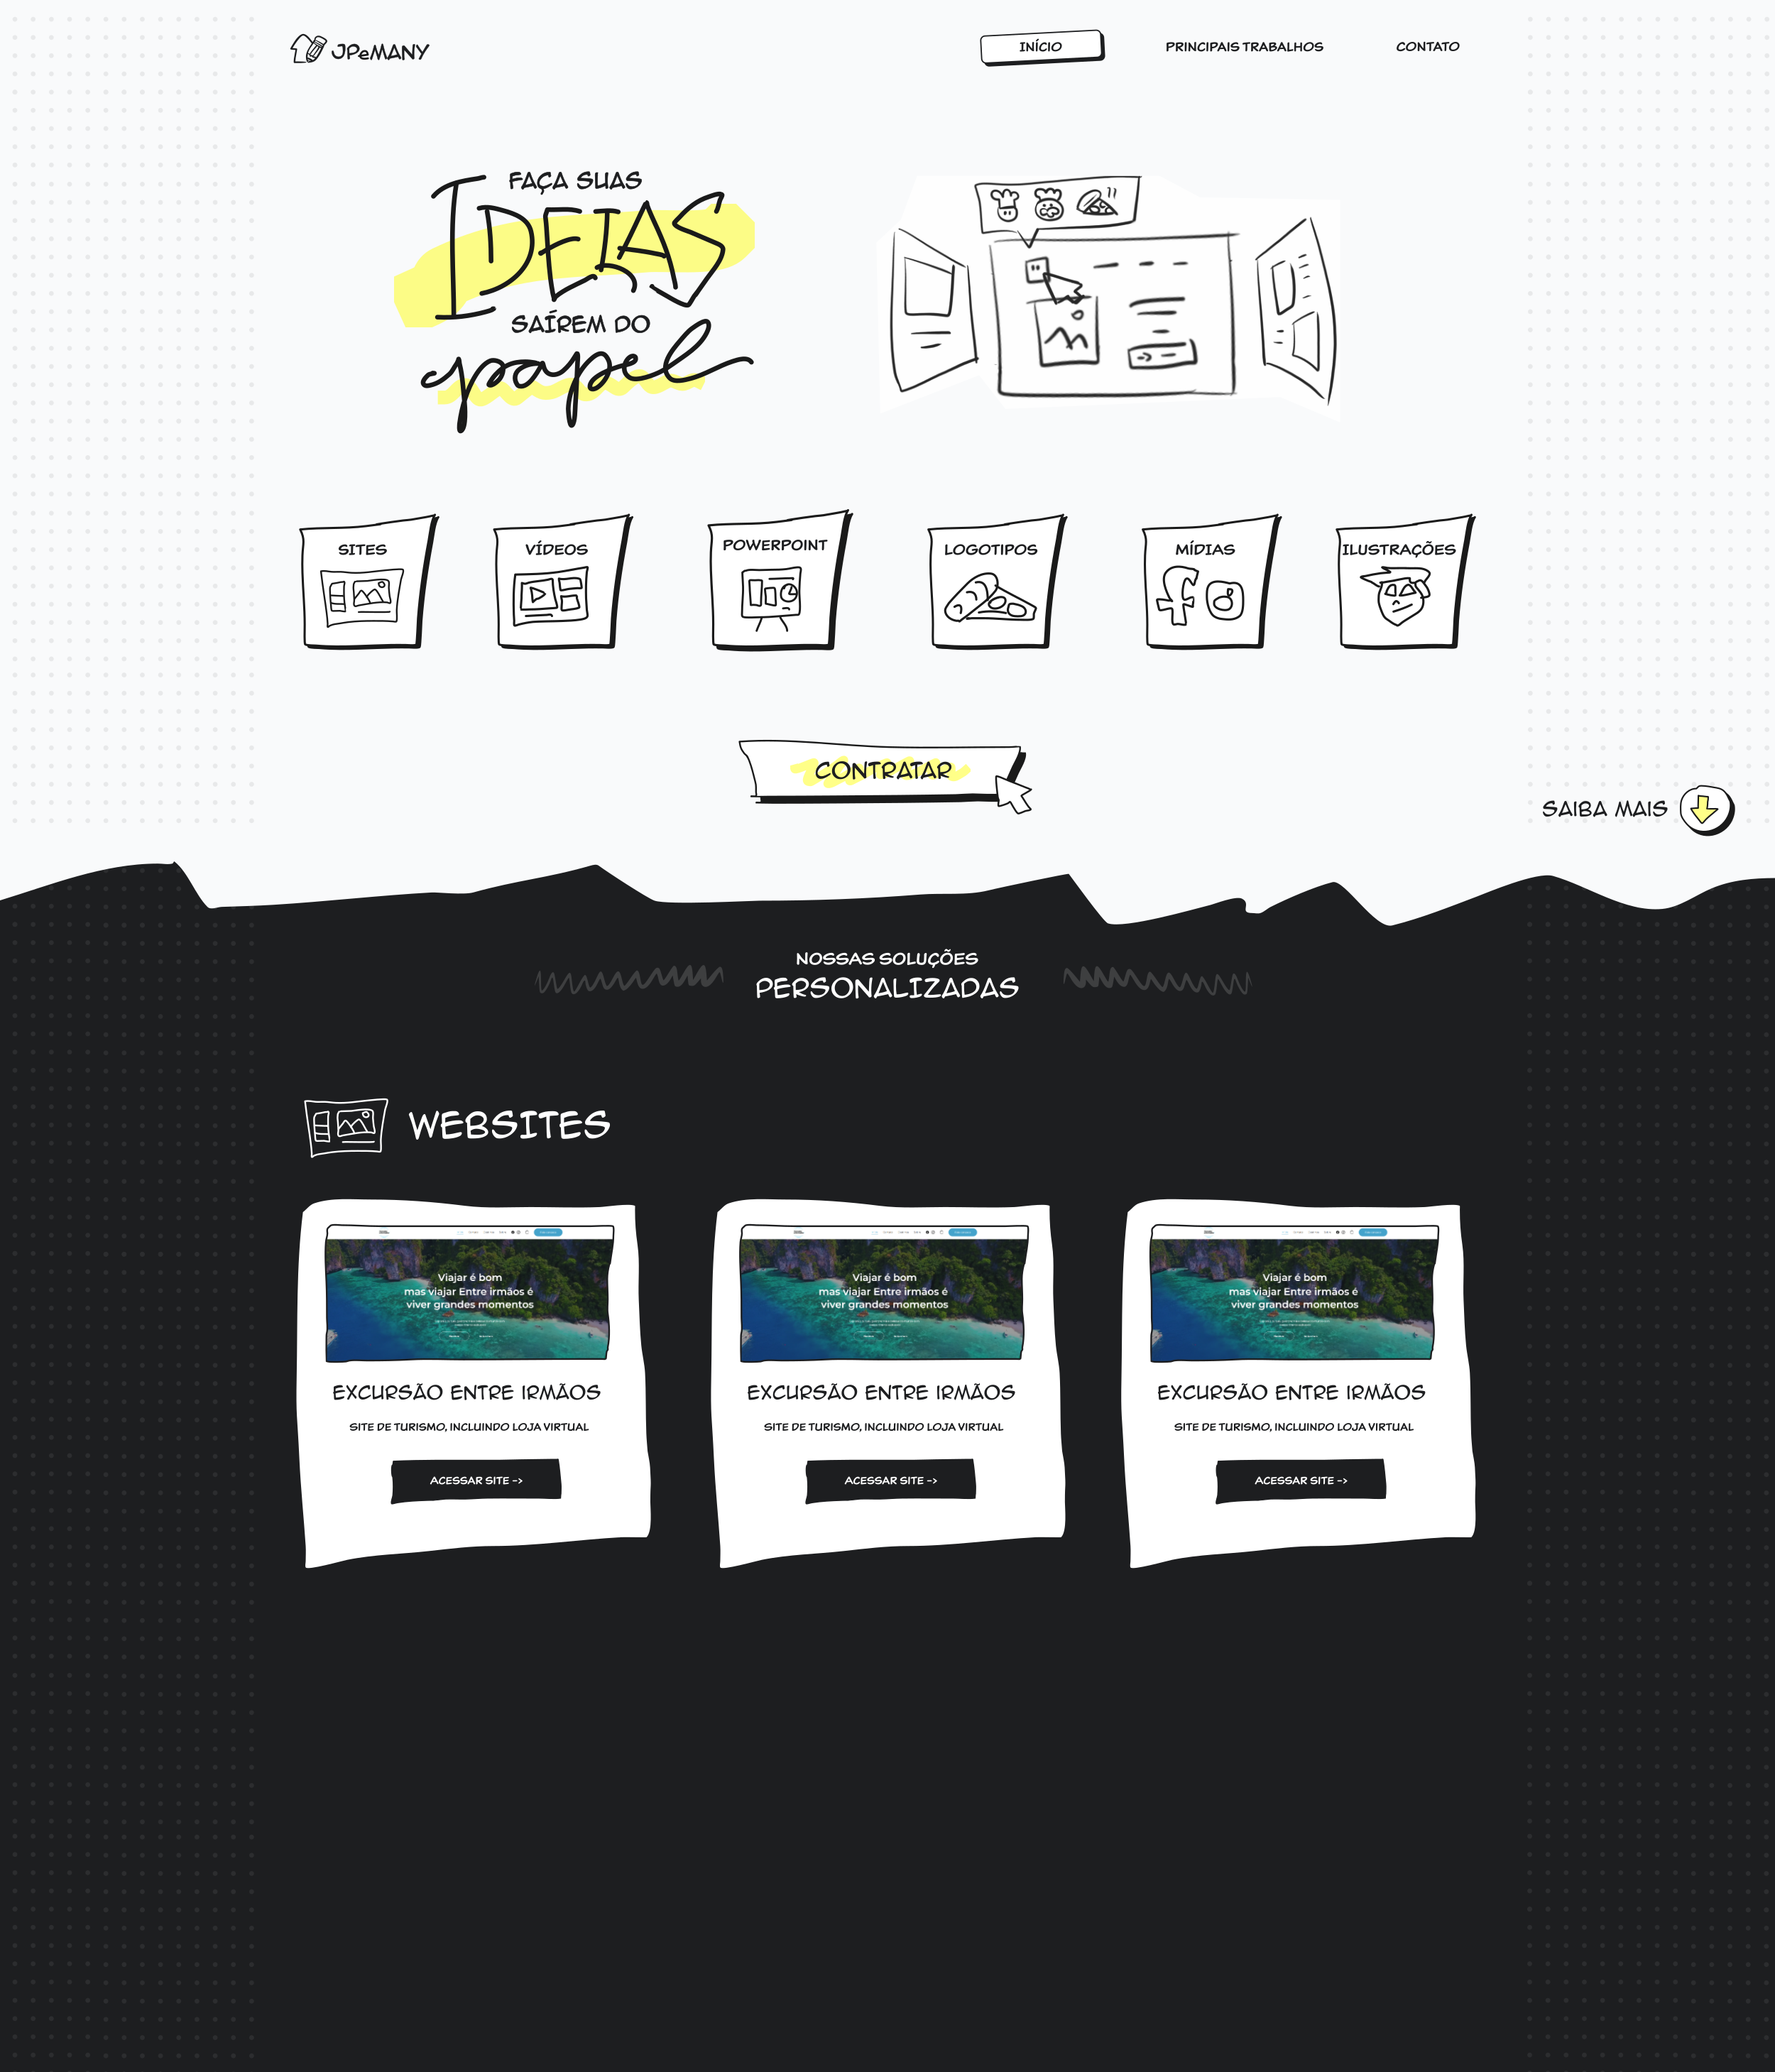 JPeMANY
INÍCIO
PRINCIPAIS TRABALHOS
CONTATO
FAÇA SUAS
IDEIAS
SAÍREM DO
papel
SITES
VÍDEOS
POWERPOINT
LOGOTIPOS
MÍDIAS
ILUSTRAÇÕES
CONTRATAR
SAIBA MAIS
NOSSAS SOLUÇÕES
PERSONALIZADAS
WEBSITES
Viajar é bom
mas viajar Entre irmãos é
viver grandes momentos
EXCURSÃO ENTRE IRMÃOS
SITE DE TURISMO, INCLUINDO LOJA VIRTUAL
ACESSAR SITE ->
Viajar é bom
mas viajar Entre irmãos é
viver grandes momentos
EXCURSÃO ENTRE IRMÃOS
SITE DE TURISMO, INCLUINDO LOJA VIRTUAL
ACESSAR SITE ->
Viajar é bom
mas viajar Entre irmãos é
viver grandes momentos
EXCURSÃO ENTRE IRMÃOS
SITE DE TURISMO, INCLUINDO LOJA VIRTUAL
ACESSAR SITE ->